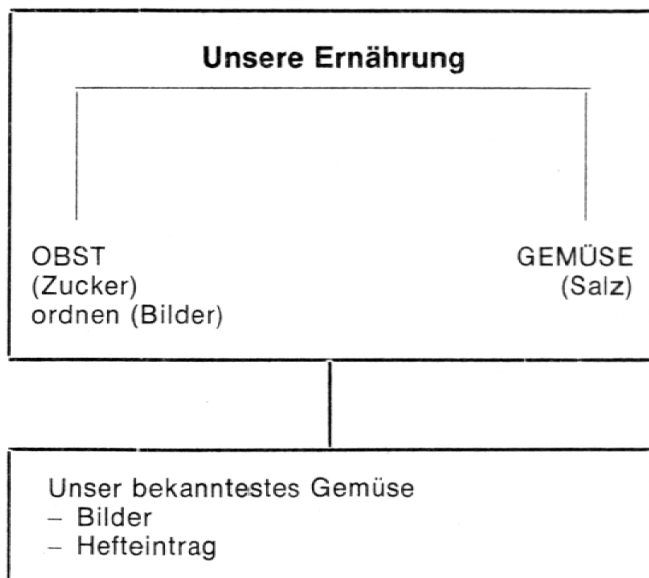 Unsere Ernährung
OBST
(Zucker)
ordnen (Bilder)
GEMÜSE
(Salz)
Unser bekanntestes Gemüse
– Bilder
– Hefteintrag